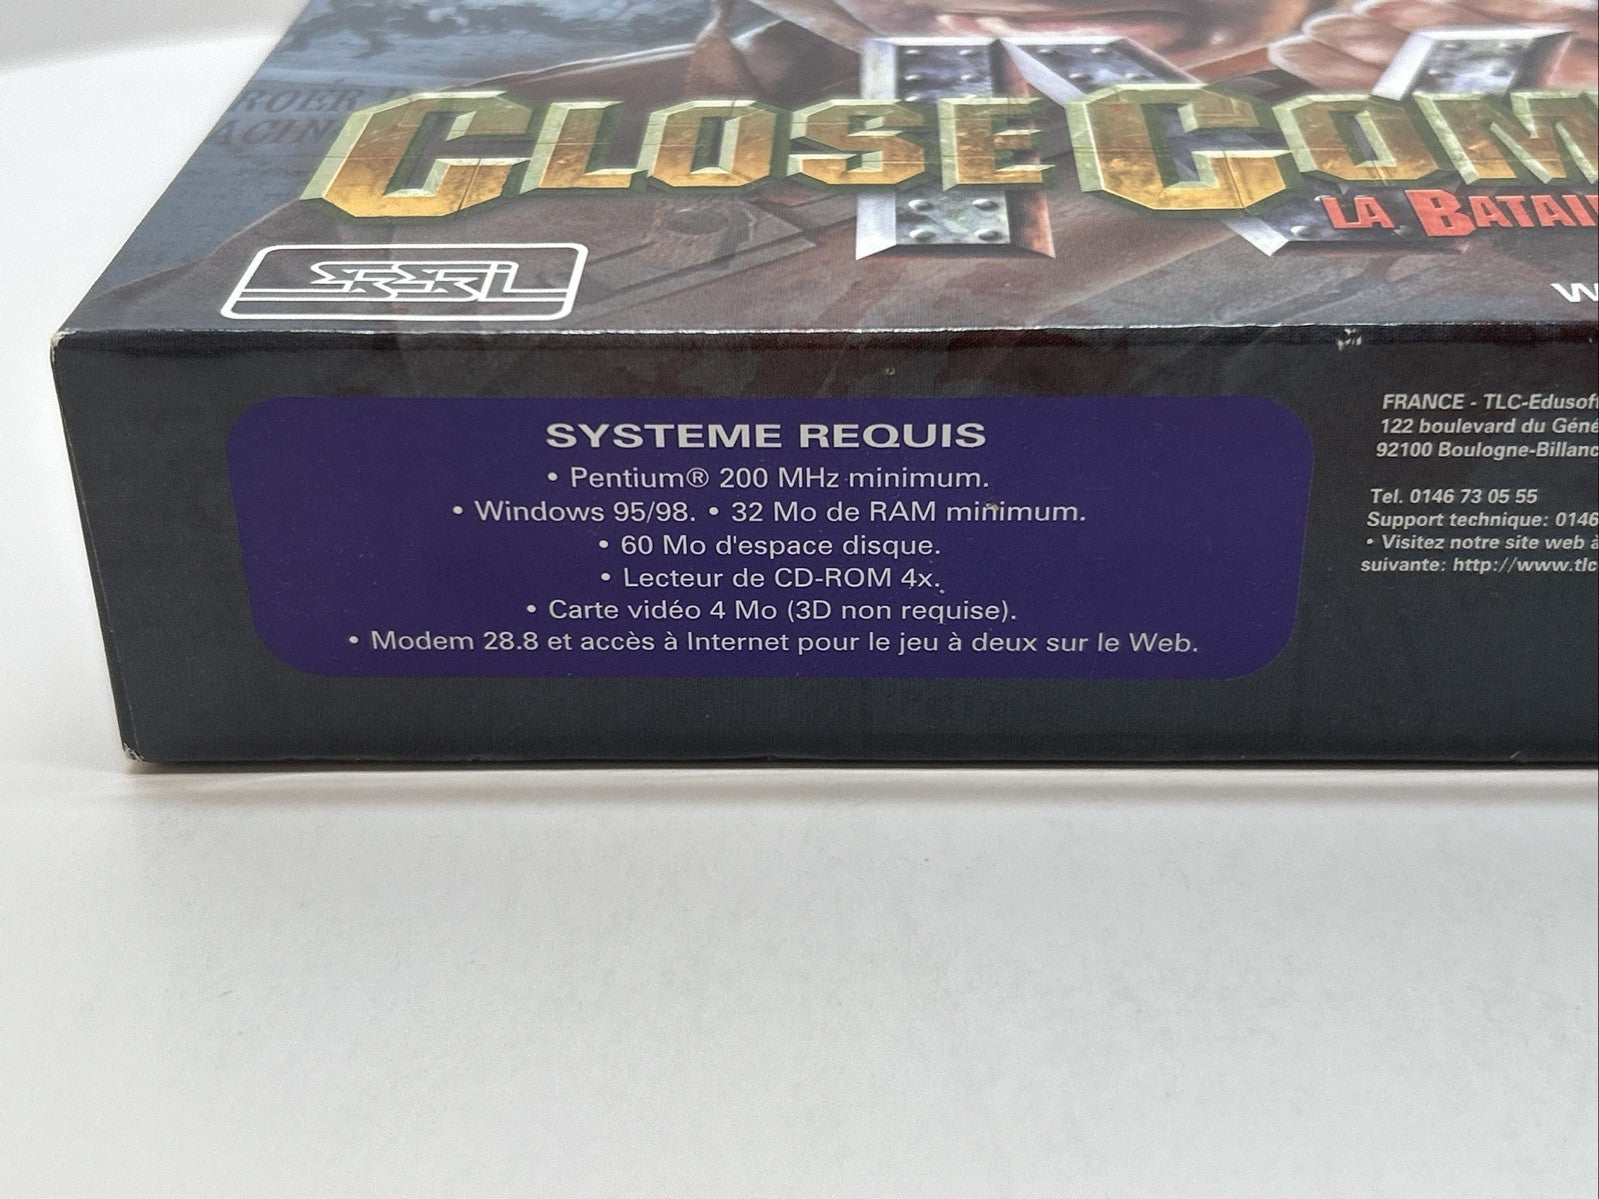 CLOSE COM
IV
LA BATAI
SSI
SYSTEME REQUIS
• Pentium® 200 MHz minimum.
• Windows 95/98. • 32 Mo de RAM minimum.
• 60 Mo d'espace disque.
• Lecteur de CD-ROM 4x.
• Carte vidéo 4 Mo (3D non requise).
• Modem 28.8 et accès à Internet pour le jeu à deux sur le Web.
FRANCE - TLC-Edusof
122 boulevard du Géné
92100 Boulogne-Billanc
Tel. 0146 73 05 55
Support technique: 0146
• Visitez notre site web à
suivante: http://www.tlc